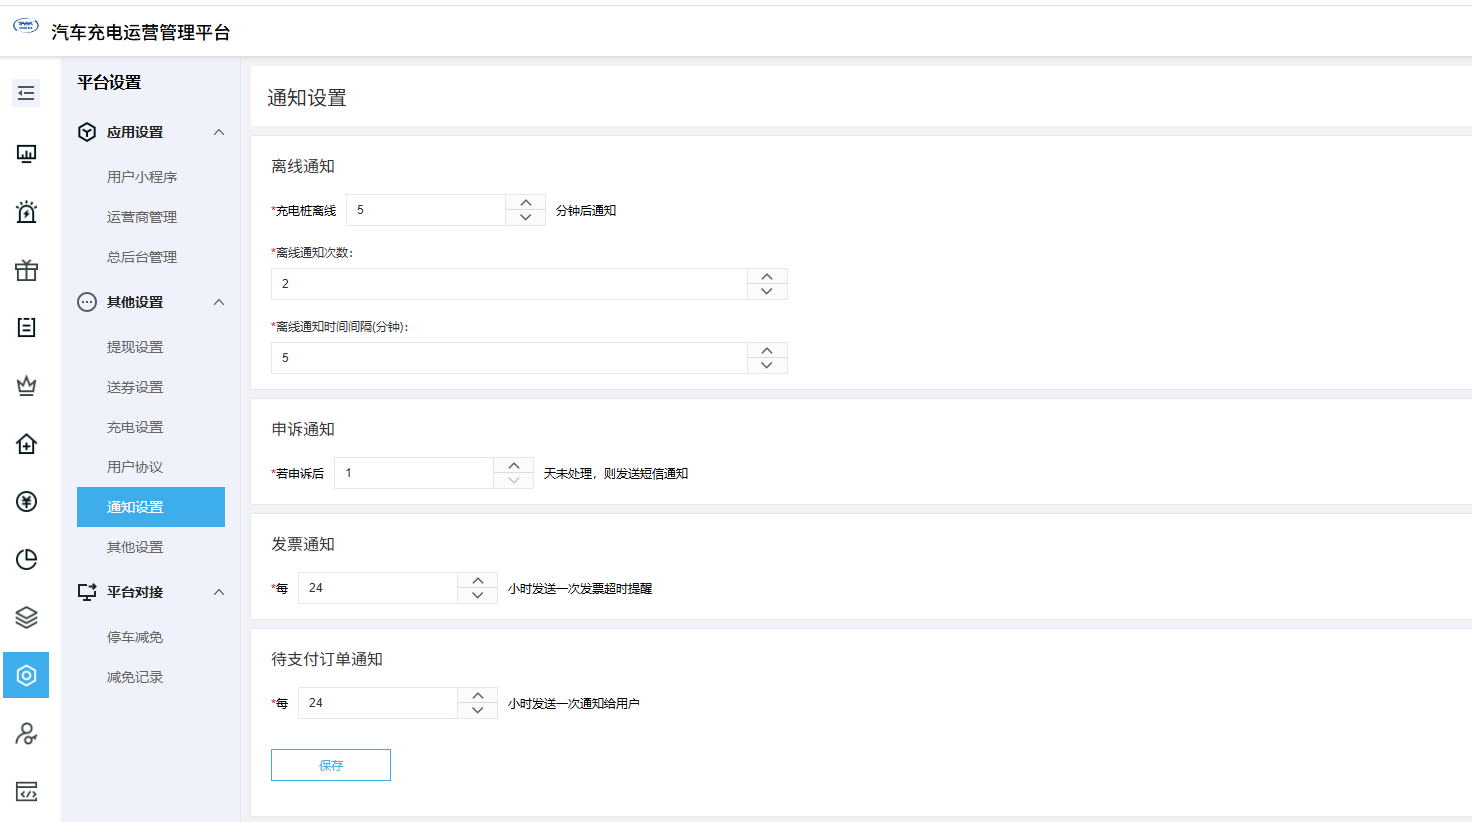 汽车充电运营管理平台
平台设置
应用设置
用户小程序
运营商管理
总后台管理
其他设置
提现设置
送券设置
充电设置
用户协议
通知设置
其他设置
平台对接
停车减免
减免记录
通知设置
离线通知
*充电桩离线 5 分钟后通知
*离线通知次数:
2
*离线通知时间间隔(分钟):
5
申诉通知
*若申诉后 1 天未处理，则发送短信通知
发票通知
*每 24 小时发送一次发票超时提醒
待支付订单通知
*每 24 小时发送一次通知给用户
保存